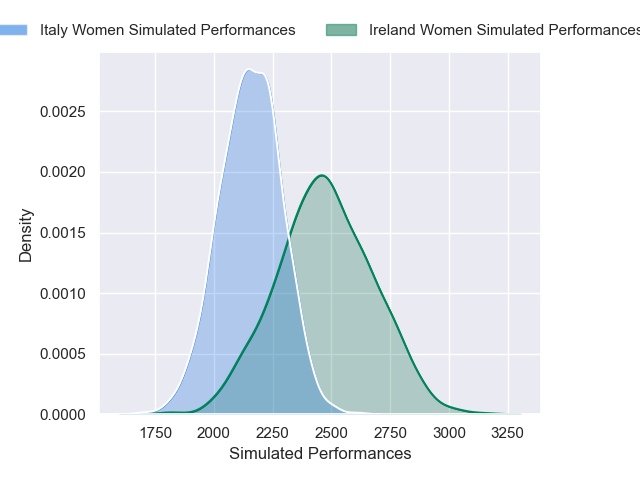 Italy Women Simulated Performances Ireland Women Simulated Performances
0.0025
0.0020
0.0015
0.0010
0.0005
0.0000
Density
1750 2000 2250 2500 2750 3000 3250
Simulated Performances